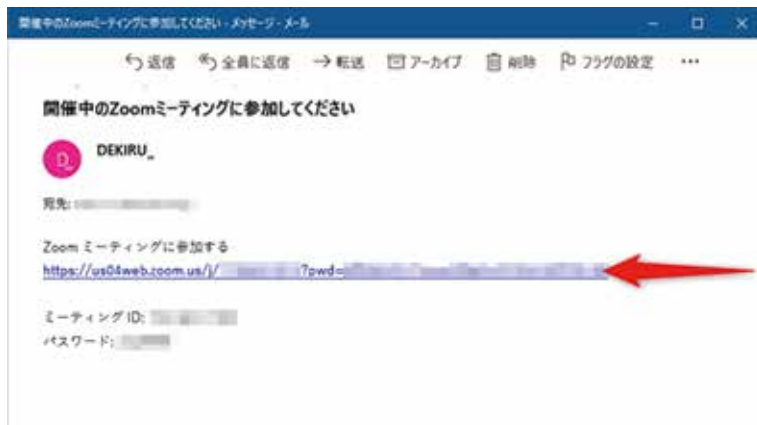 開催中のZoomミーティングに参加してください - メッセージ - メール
返信 全員に返信 転送 アーカイブ 削除 フラグの設定 ...
開催中のZoomミーティングに参加してください
D_
DEKIRU_
宛先:
Zoom ミーティングに参加する
https://us04web.zoom.us/j/ ?pwd=
ミーティング ID:
パスワード: